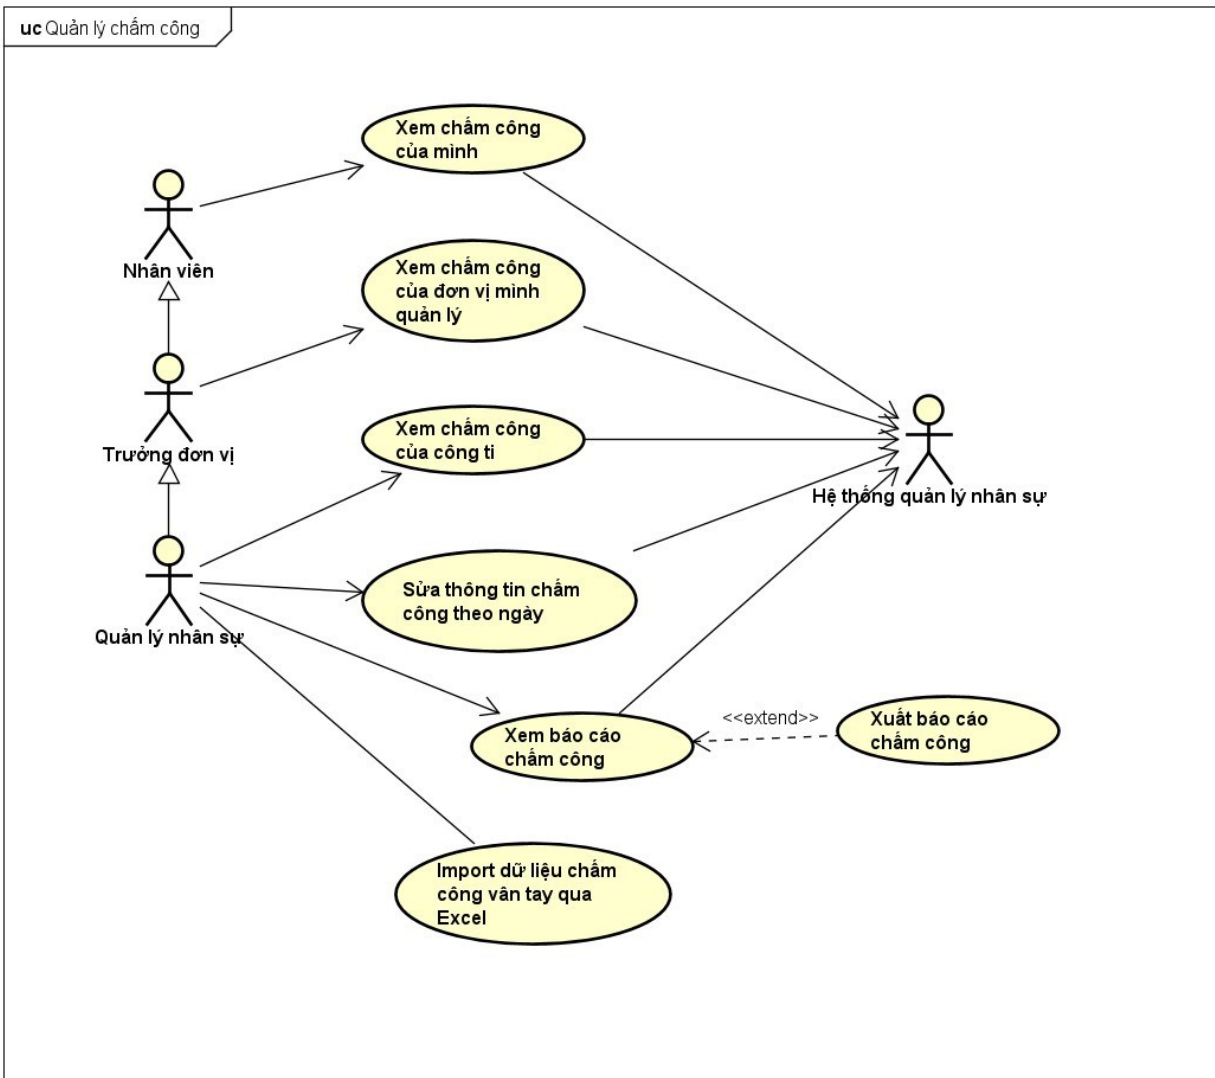 uc Quản lý chấm công
Xem chấm công
của mình
Nhân viên
Xem chấm công
của đơn vị mình
quản lý
Trưởng đơn vị
Xem chấm công
của công ti
Hệ thống quản lý nhân sự
Sửa thông tin chấm
công theo ngày
Quản lý nhân sự
Xem báo cáo
chấm công
<<extend>>
Xuất báo cáo
chấm công
Import dữ liệu chấm
công vân tay qua
Excel